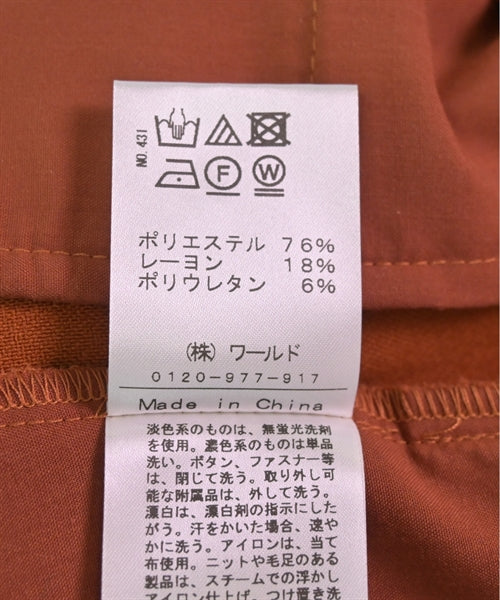 NO.431
F
W
ポリエステル 76%
レーヨン 18%
ポリウレタン 6%
(株) ワールド
0120-977-917
Made in China
淡色系のものは、無蛍光洗剤
を使用。濃色系のものは単品
洗い。ボタン、ファスナー等
は、閉じて洗う。取り外し可
能な附属品は、外して洗う。
漂白は、漂白剤の指示にした
がう。汗をかいた場合、速や
かに洗う。アイロンは、当て
布使用。ニットや毛足のある
製品は、スチームでの浮かし
アイロン仕上げ。つけ置き洗